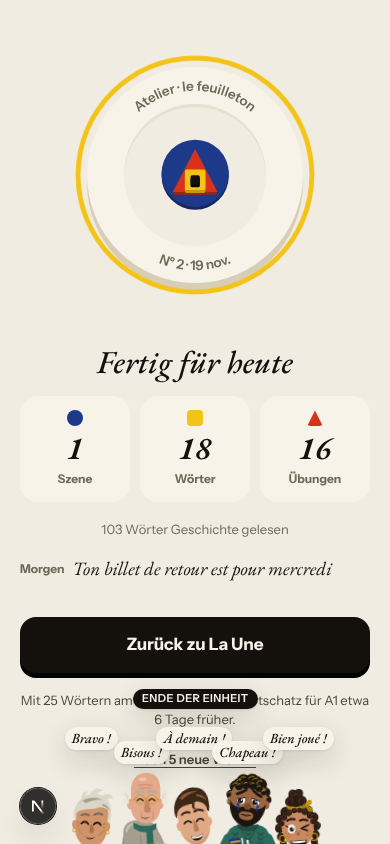 Atelier · le feuilleton
N° 2 · 19 nov.
Fertig für heute
1
Szene
18
Wörter
16
Übungen
103 Wörter Geschichte gelesen
Morgen Ton billet de retour est pour mercredi
Zurück zu La Une
Mit 25 Wörtern am
ENDE DER EINHEIT
für A1 etwa
6 Tage früher.
Bravo !
À demain !
Bien joué !
Bisous !
5 neue
Chapeau !
N